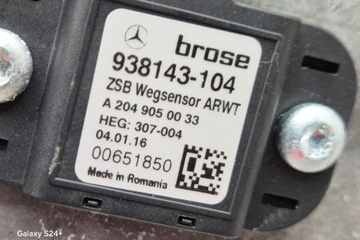 brose
938143-104
ZSB Wegsensor ARWT
A 204 905 00 33
HEG: 307-004
04.01.16
00651850
Made in Romania
Galaxy S24+